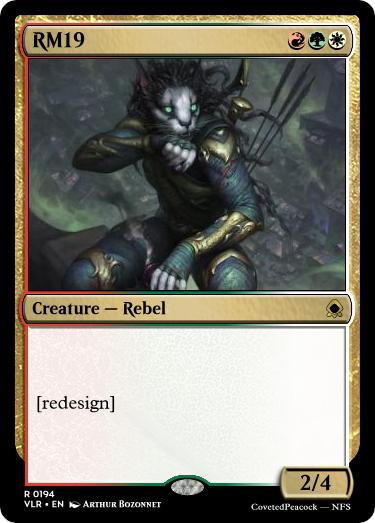 RM19
Creature — Rebel
[redesign]
2/4
R 0194
VLR • EN Arthur Bozonnet
CovetedPeacock — NFS